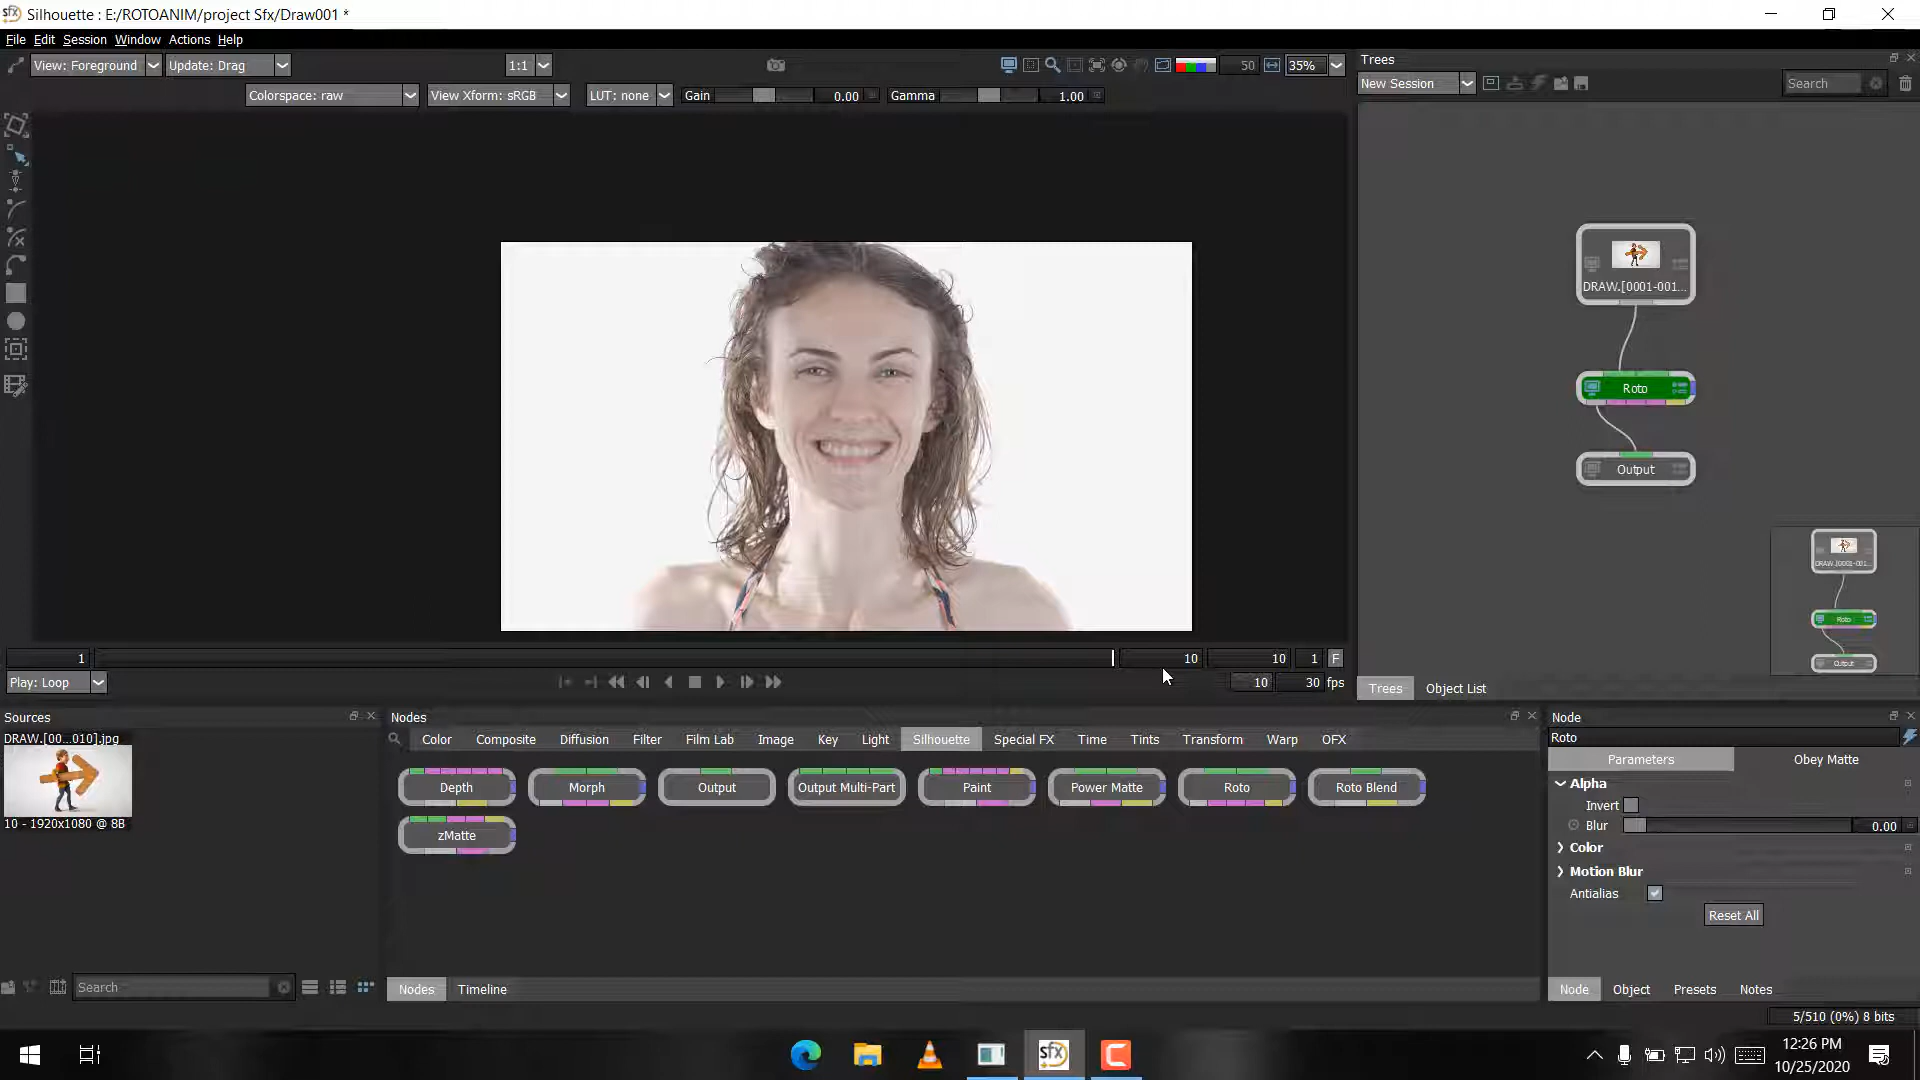 Silhouette : E:/ROTOANIM/project Sfx/Draw001 *
File Edit Session Window Actions Help
View: Foreground Update: Drag 1:1 50 35%
Colorspace: raw View Xform: sRGB LUT: none Gain 0.00 Gamma 1.00
Trees
New Session Search
DRAW.[0001-001...
Roto
Output
DRAW.[0001-001...
Roto
Output
1 10 10 1 F
Play: Loop 10 30 fps
Trees Object List
Sources
DRAW.[00...010].jpg
10 - 1920x1080 @ 8B
Search
Nodes
Color Composite Diffusion Filter Film Lab Image Key Light Silhouette Special FX Time Tints Transform Warp OFX
Depth Morph Output Output Multi-Part Paint Power Matte Roto Roto Blend
zMatte
Nodes Timeline
Node
Roto
Parameters Obey Matte
Alpha
Invert
Blur 0.00
Color
Motion Blur
Antialias
Reset All
Node Object Presets Notes
5/510 (0%) 8 bits
sfx
12:26 PM
10/25/2020